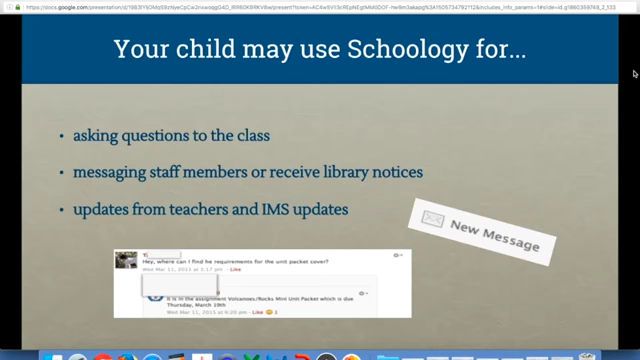 Your child may use Schoology for...
• asking questions to the class
• messaging staff members or receive library notices
• updates from teachers and IMS updates
New Message
Hey, where can I find he requirements for the unit packet cover?
Wed Mar 11, 2015 at 5:17 pm · Like
It is in the assignment Volcanoes/Rocks Mini Unit Packet which is due
Thursday, March 19th
Wed Mar 11, 2015 at 6:20 pm · Like 1